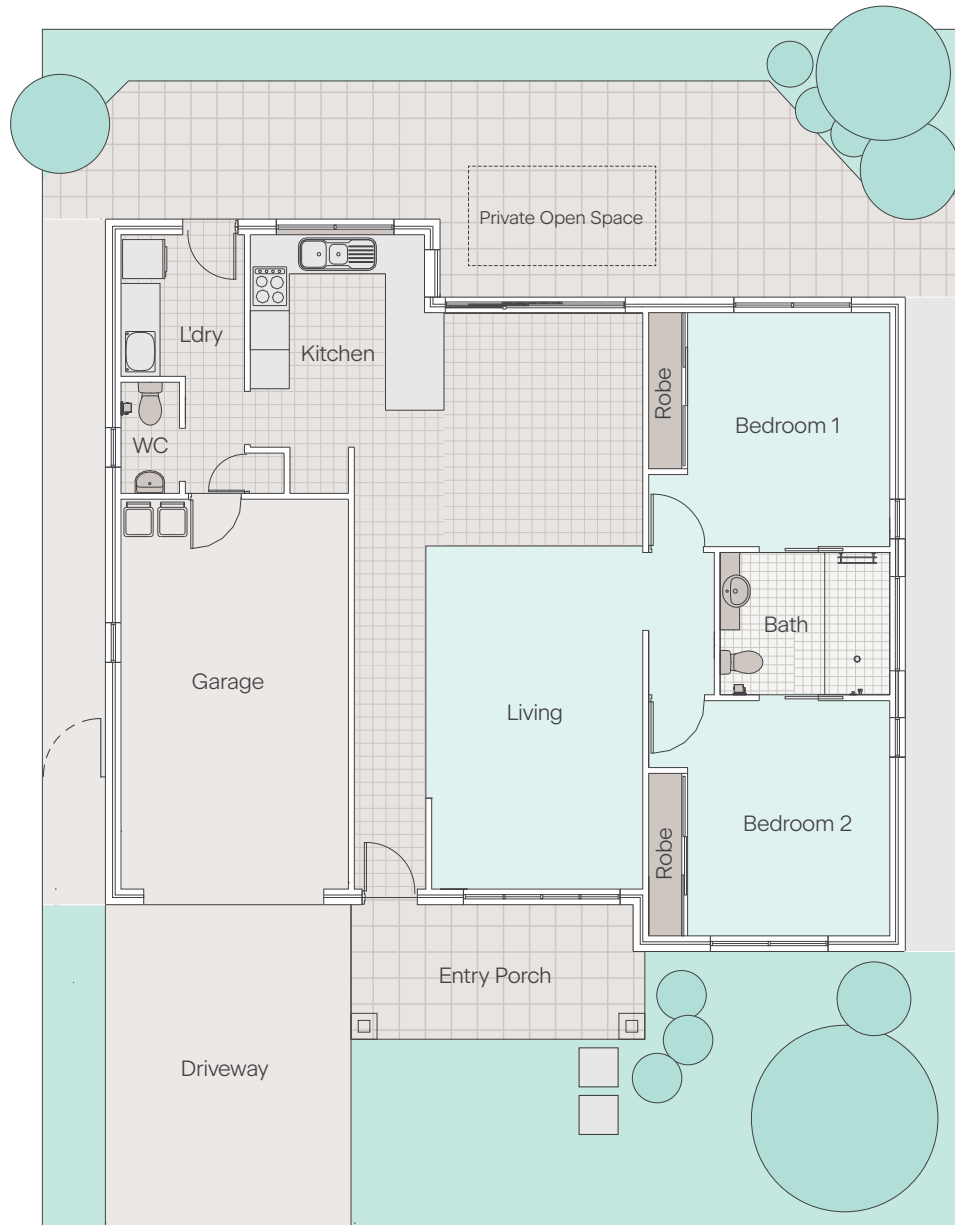 Private Open Space
L'dry
Kitchen
Robe
Bedroom 1
WC
Bath
Garage
Living
Robe
Bedroom 2
Entry Porch
Driveway